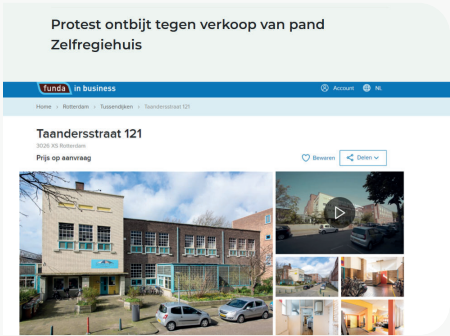 Protest ontbijt tegen verkoop van pand
Zelfregiehuis
funda in business
Account NL
Home > Rotterdam > Tussendijken > Taandersstraat 121
Taandersstraat 121
3026 XS Rotterdam
Prijs op aanvraag
Bewaren
Delen